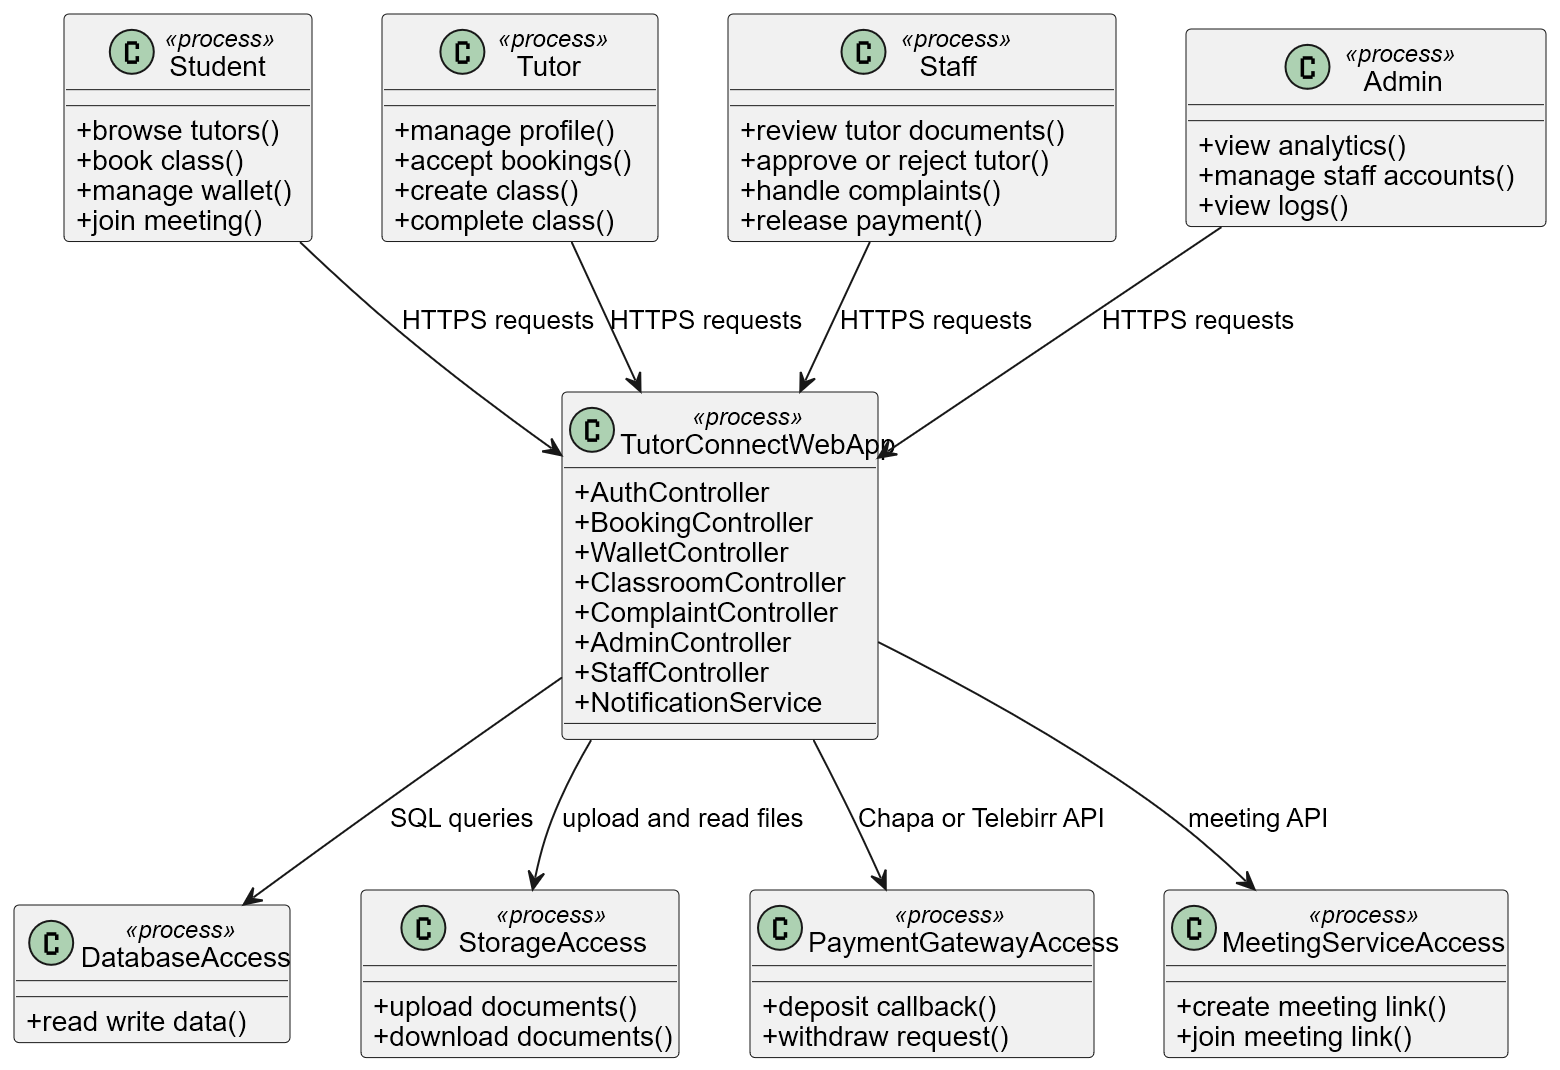 C
«process»
Student
+browse tutors()
+book class()
+manage wallet()
+join meeting()
C
«process»
Tutor
+manage profile()
+accept bookings()
+create class()
+complete class()
C
«process»
Staff
+review tutor documents()
+approve or reject tutor()
+handle complaints()
+release payment()
C
«process»
Admin
+view analytics()
+manage staff accounts()
+view logs()
HTTPS requests
HTTPS requests
HTTPS requests
HTTPS requests
C
«process»
TutorConnectWebApp
+AuthController
+BookingController
+WalletController
+ClassroomController
+ComplaintController
+AdminController
+StaffController
+NotificationService
SQL queries
upload and read files
Chapa or Telebirr API
meeting API
C
«process»
DatabaseAccess
+read write data()
C
«process»
StorageAccess
+upload documents()
+download documents()
C
«process»
PaymentGatewayAccess
+deposit callback()
+withdraw request()
C
«process»
MeetingServiceAccess
+create meeting link()
+join meeting link()